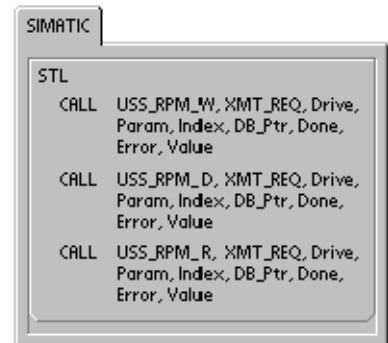 SIMATIC
STL
CALL USS_RPM_W, XMT_REQ, Drive,
Param, Index, DB_Ptr, Done,
Error, Value
CALL USS_RPM_D, XMT_REQ, Drive,
Param, Index, DB_Ptr, Done,
Error, Value
CALL USS_RPM_R, XMT_REQ, Drive,
Param, Index, DB_Ptr, Done,
Error, Value